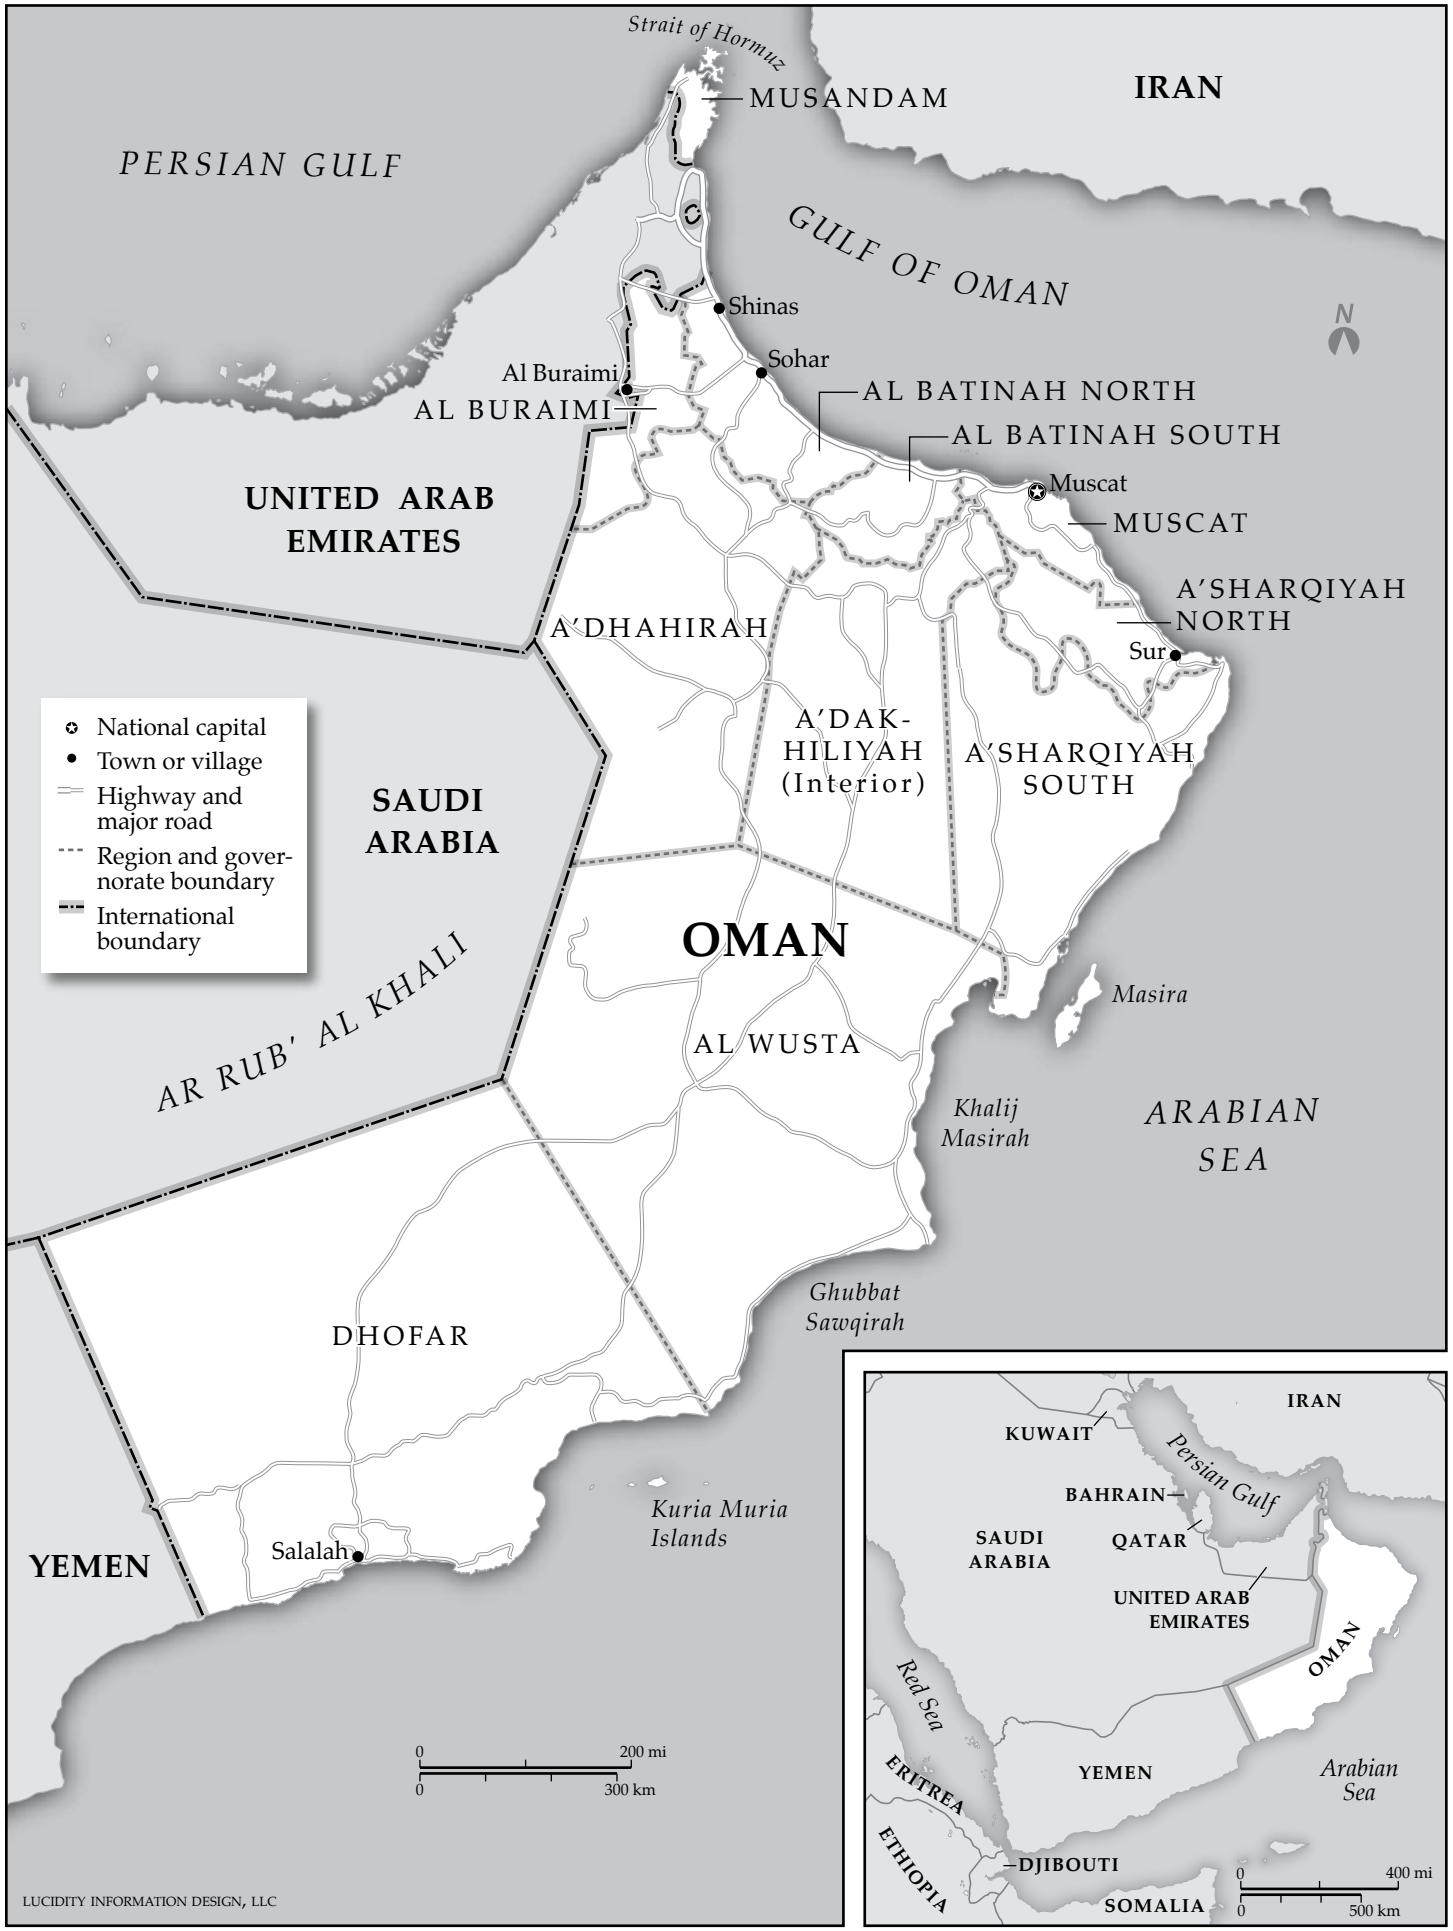 Strait of Hormuz
MUSANDAM
IRAN
PERSIAN GULF
GULF OF OMAN
N
Shinas
Sohar
Al Buraimi
AL BURAIMI
AL BATINAH NORTH
AL BATINAH SOUTH
Muscat
MUSCAT
UNITED ARAB
EMIRATES
A'SHARQIYAH
NORTH
Sur
A'DHAHIRAH
A'DAK-
HILIYAH
(Interior)
A'SHARQIYAH
SOUTH
National capital
Town or village
Highway and
major road
Region and gover-
norate boundary
International
boundary
SAUDI
ARABIA
AR RUB' AL KHALI
OMAN
Masira
AL WUSTA
Khalij
Masirah
ARABIAN
SEA
Ghubbat
Sawqirah
DHOFAR
Kuria Muria
Islands
Salalah
YEMEN
0 200 mi
0 300 km
LUCIDITY INFORMATION DESIGN, LLC
IRAN
KUWAIT
Persian Gulf
BAHRAIN
QATAR
SAUDI
ARABIA
UNITED ARAB
EMIRATES
OMAN
Red Sea
YEMEN
Arabian
Sea
ERITREA
ETHIOPIA
DJIBOUTI
SOMALIA
0 400 mi
0 500 km